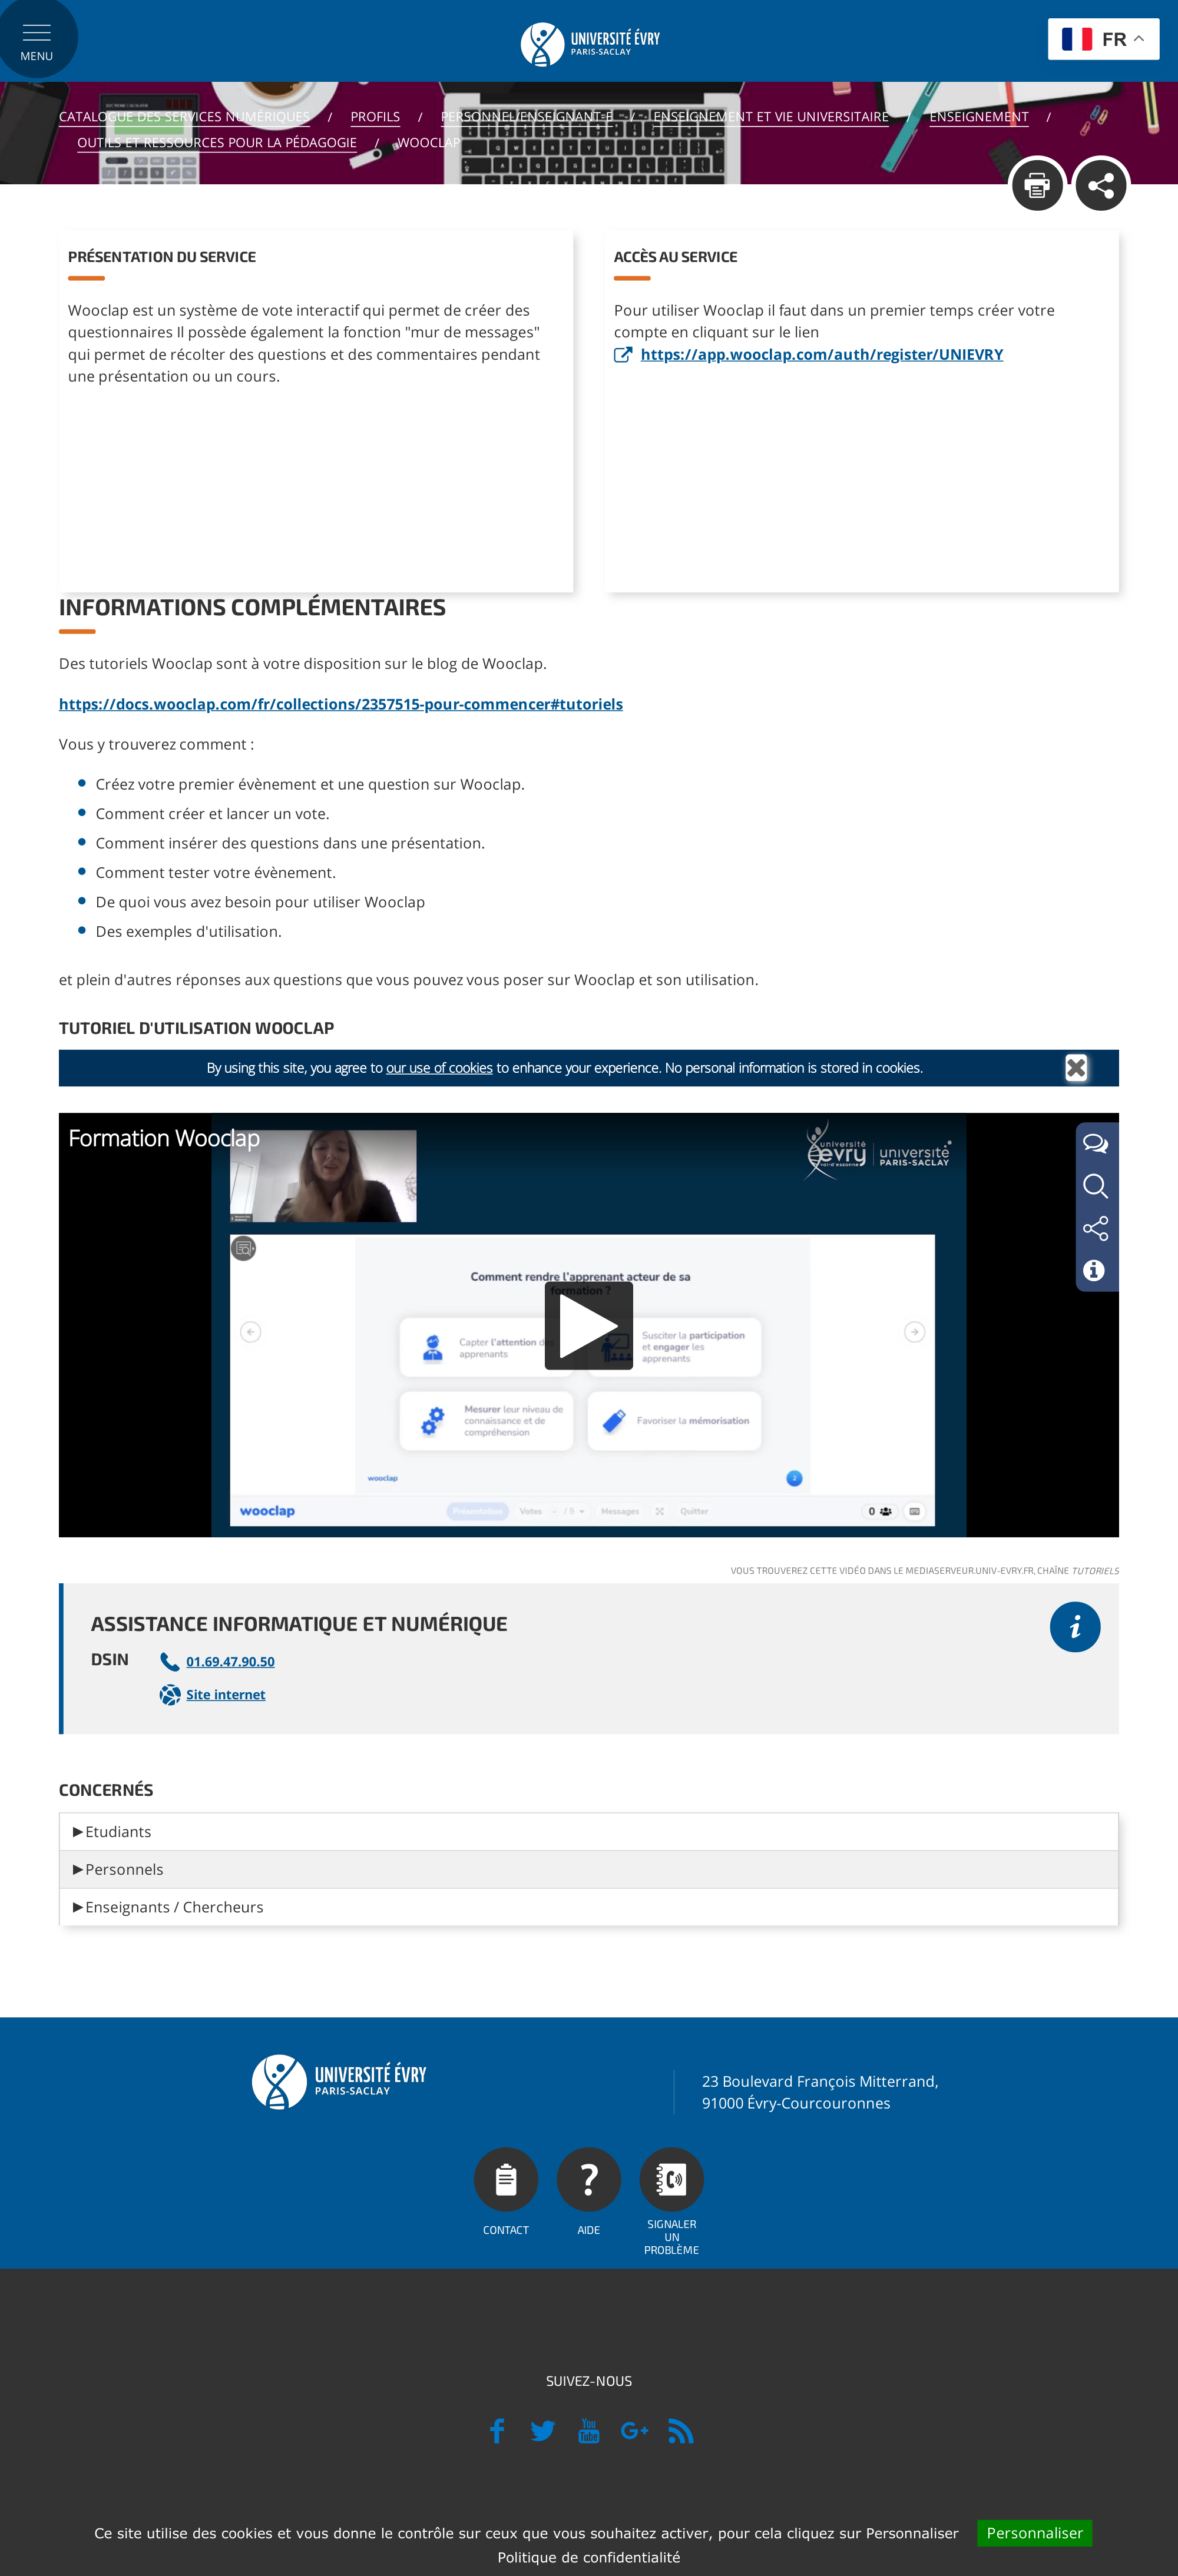 MENU
UNIVERSITÉ ÉVRY
PARIS-SACLAY
FR
CATALOGUE DES SERVICES NUMÉRIQUES / PROFILS / PERSONNEL/ENSEIGNANT-E / ENSEIGNEMENT ET VIE UNIVERSITAIRE / ENSEIGNEMENT /
OUTILS ET RESSOURCES POUR LA PÉDAGOGIE / WOOCLAP
PRÉSENTATION DU SERVICE
Wooclap est un système de vote interactif qui permet de créer des
questionnaires Il possède également la fonction "mur de messages"
qui permet de récolter des questions et des commentaires pendant
une présentation ou un cours.
ACCÈS AU SERVICE
Pour utiliser Wooclap il faut dans un premier temps créer votre
compte en cliquant sur le lien
https://app.wooclap.com/auth/register/UNIEVRY
INFORMATIONS COMPLÉMENTAIRES
Des tutoriels Wooclap sont à votre disposition sur le blog de Wooclap.
https://docs.wooclap.com/fr/collections/2357515-pour-commencer#tutoriels
Vous y trouverez comment :
Créez votre premier évènement et une question sur Wooclap.
Comment créer et lancer un vote.
Comment insérer des questions dans une présentation.
Comment tester votre évènement.
De quoi vous avez besoin pour utiliser Wooclap
Des exemples d'utilisation.
et plein d'autres réponses aux questions que vous pouvez vous poser sur Wooclap et son utilisation.
TUTORIEL D'UTILISATION WOOCLAP
By using this site, you agree to our use of cookies to enhance your experience. No personal information is stored in cookies.
Formation Wooclap
université
evry
val-d'essonne
université
PARIS-SACLAY
Comment rendre l'apprenant acteur de sa
formation ?
Capter l'attention des
apprenants
Susciter la participation
et engager les
apprenants
Mesurer leur niveau de
connaissance et de
compréhension
Favoriser la mémorisation
wooclap
2
wooclap
Présentation
Votes
/ 9
Messages
Quitter
0
VOUS TROUVEREZ CETTE VIDÉO DANS LE MEDIASERVEUR.UNIV-EVRY.FR, CHAÎNE TUTORIELS
ASSISTANCE INFORMATIQUE ET NUMÉRIQUE
DSIN
01.69.47.90.50
Site internet
CONCERNÉS
Etudiants
Personnels
Enseignants / Chercheurs
UNIVERSITÉ ÉVRY
PARIS-SACLAY
23 Boulevard François Mitterrand,
91000 Évry-Courcouronnes
CONTACT
AIDE
SIGNALER
UN
PROBLÈME
SUIVEZ-NOUS
Ce site utilise des cookies et vous donne le contrôle sur ceux que vous souhaitez activer, pour cela cliquez sur Personnaliser
Personnaliser
Politique de confidentialité